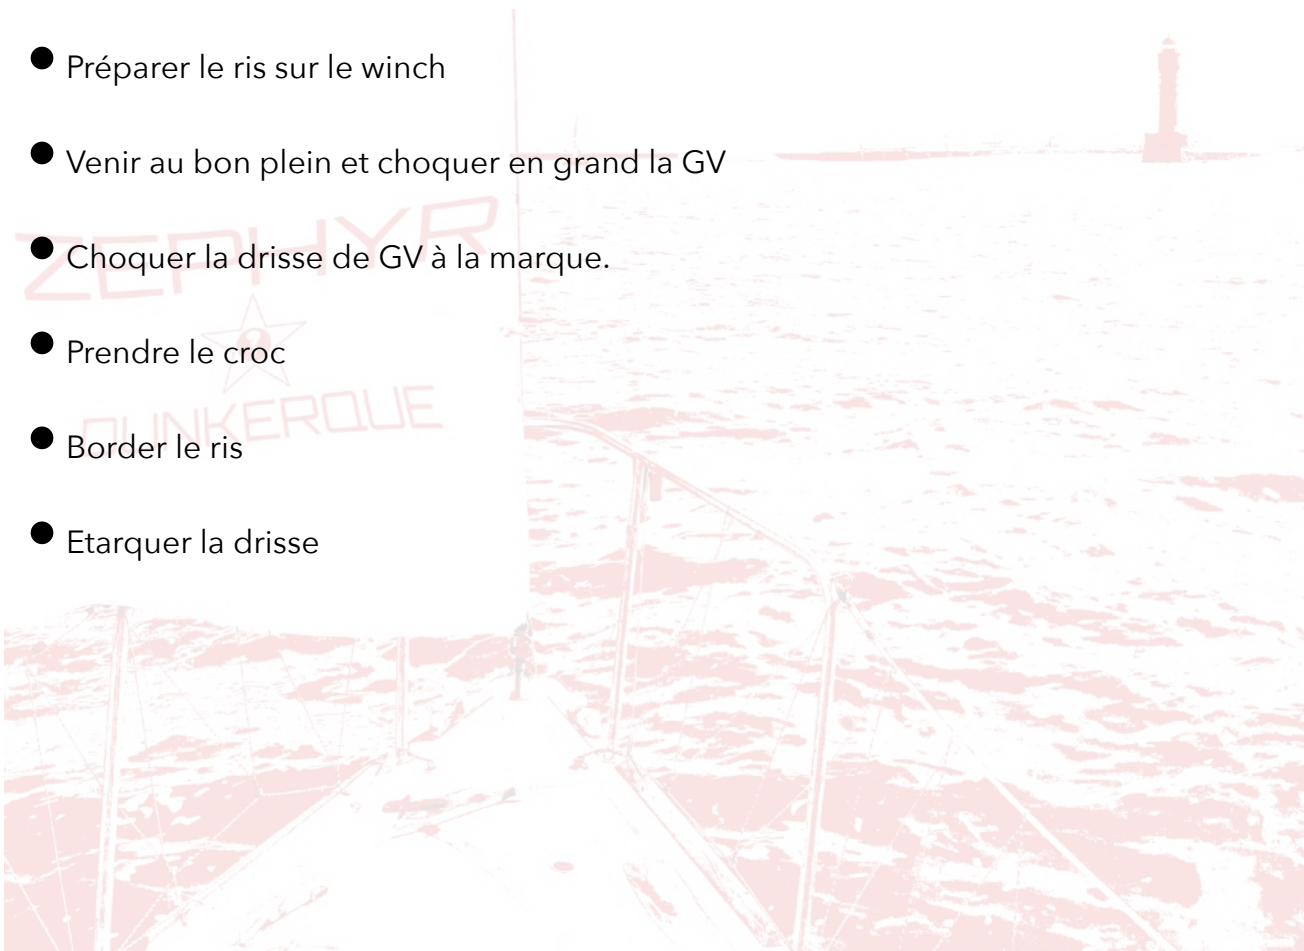 ● Préparer le ris sur le winch
● Venir au bon plein et choquer en grand la GV
● Choquer la drisse de GV à la marque.
● Prendre le croc
● Border le ris
● Etarquer la drisse
ZEPHYR
DUNKERQUE